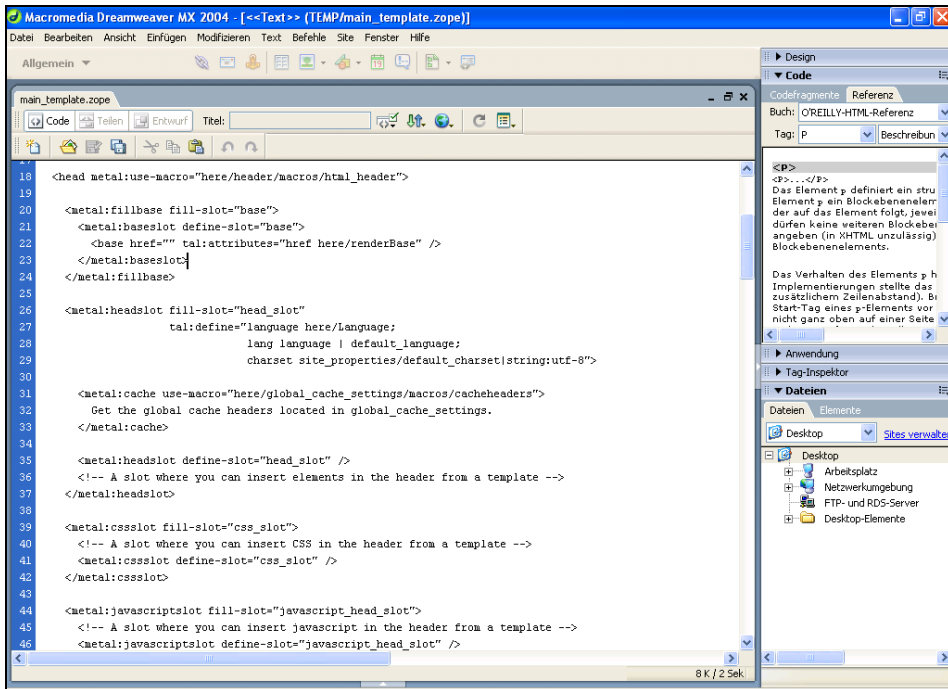 Macromedia Dreamweaver MX 2004 - [<<Text>> (TEMP/main_template.zope)]
Datei Bearbeiten Ansicht Einfügen Modifizieren Text Befehle Site Fenster Hilfe
Allgemein
main_template.zope
Code Teilen Entwurf Titel:
17
18 <head metal:use-macro="here/header/macros/html_header">
19
20 <metal:fillbase fill-slot="base">
21 <metal:baseslot define-slot="base">
22 <base href="" tal:attributes="href here/renderBase" />
23 </metal:baseslot>
24 </metal:fillbase>
25
26 <metal:headslot fill-slot="head_slot"
27 tal:define="language here/Language;
28 lang language | default_language;
29 charset site_properties/default_charset|string:utf-8">
30
31 <metal:cache use-macro="here/global_cache_settings/macros/cacheheaders">
32 Get the global cache headers located in global_cache_settings.
33 </metal:cache>
34
35 <metal:headslot define-slot="head_slot" />
36 <!-- A slot where you can insert elements in the header from a template -->
37 </metal:headslot>
38
39 <metal:cssslot fill-slot="css_slot">
40 <!-- A slot where you can insert CSS in the header from a template -->
41 <metal:cssslot define-slot="css_slot" />
42 </metal:cssslot>
43
44 <metal:javascriptslot fill-slot="javascript_head_slot">
45 <!-- A slot where you can insert javascript in the header from a template -->
46 <metal:javascriptslot define-slot="javascript_head_slot" />
8 K / 2 Sek
Design
Code
Codefragmente Referenz
Buch: O'REILLY-HTML-Referenz
Tag: P Beschreibun
<P>
<P>...</P>
Das Element p definiert ein stru
Element p ein Blockebenenelem
der auf das Element folgt, jewei
dürfen keine weiteren Blockeben
angeben (in XHTML unzulässig)
Blockebenenelements.
Das Verhalten des Elements p h
Implementierungen stellte das
zusätzlichem Zeilenabstand). Br
Start-Tag eines p-Elements vor
nicht ganz oben auf einer Seite
Anwendung
Tag-Inspektor
Dateien
Dateien Elemente
Desktop Sites verwalten
Desktop
Arbeitsplatz
Netzwerkumgebung
FTP- und RDS-Server
Desktop-Elemente